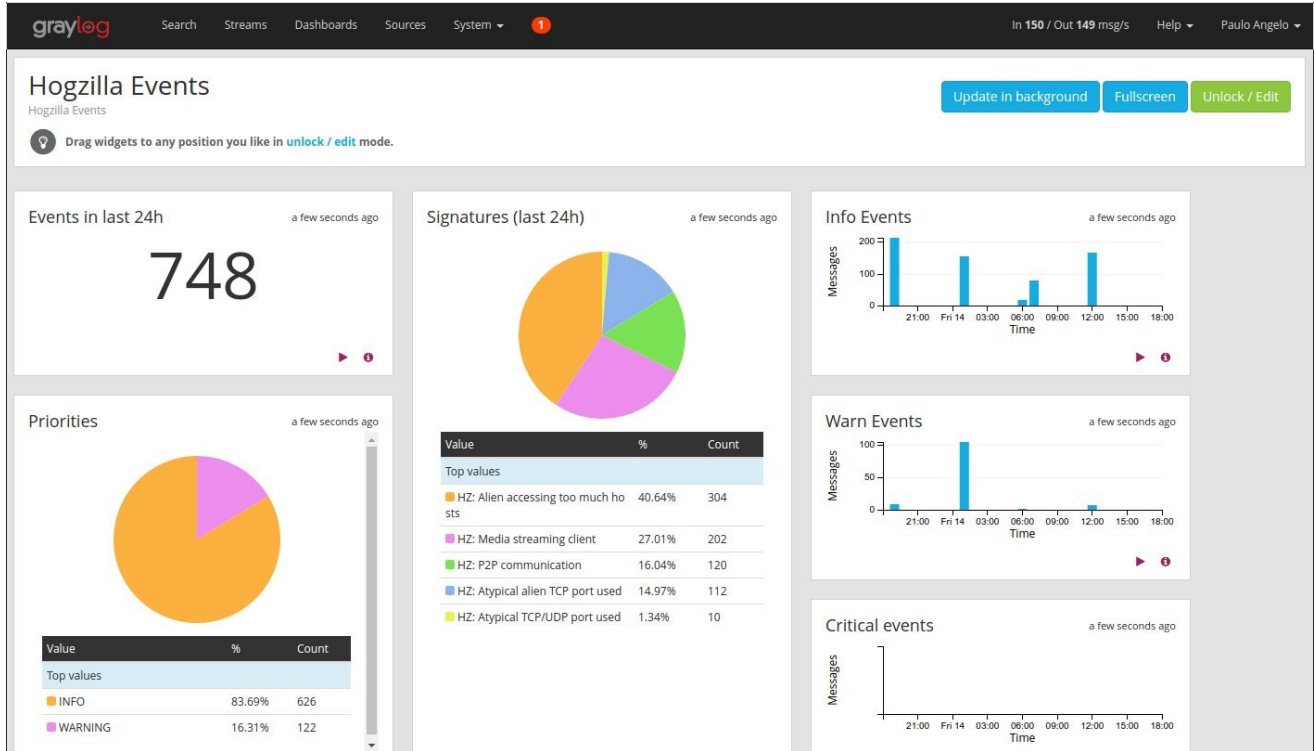 graylog Search Streams Dashboards Sources System 1 In 150 / Out 149 msg/s Help Paulo Angelo
Hogzilla Events
Hogzilla Events
Update in background Fullscreen Unlock / Edit
Drag widgets to any position you like in unlock / edit mode.
Events in last 24h a few seconds ago
748
Priorities a few seconds ago
Value % Count
Top values
INFO 83.69% 626
WARNING 16.31% 122
Signatures (last 24h) a few seconds ago
Value % Count
Top values
HZ: Alien accessing too much ho 40.64% 304
sts
HZ: Media streaming client 27.01% 202
HZ: P2P communication 16.04% 120
HZ: Atypical alien TCP port used 14.97% 112
HZ: Atypical TCP/UDP port used 1.34% 10
Info Events a few seconds ago
Messages
200
100
0
21:00 Fri 14 03:00 06:00 09:00 12:00 15:00 18:00
Time
Warn Events a few seconds ago
Messages
100
50
0
21:00 Fri 14 03:00 06:00 09:00 12:00 15:00 18:00
Time
Critical events a few seconds ago
Messages
21:00 Fri 14 03:00 06:00 09:00 12:00 15:00 18:00
Time